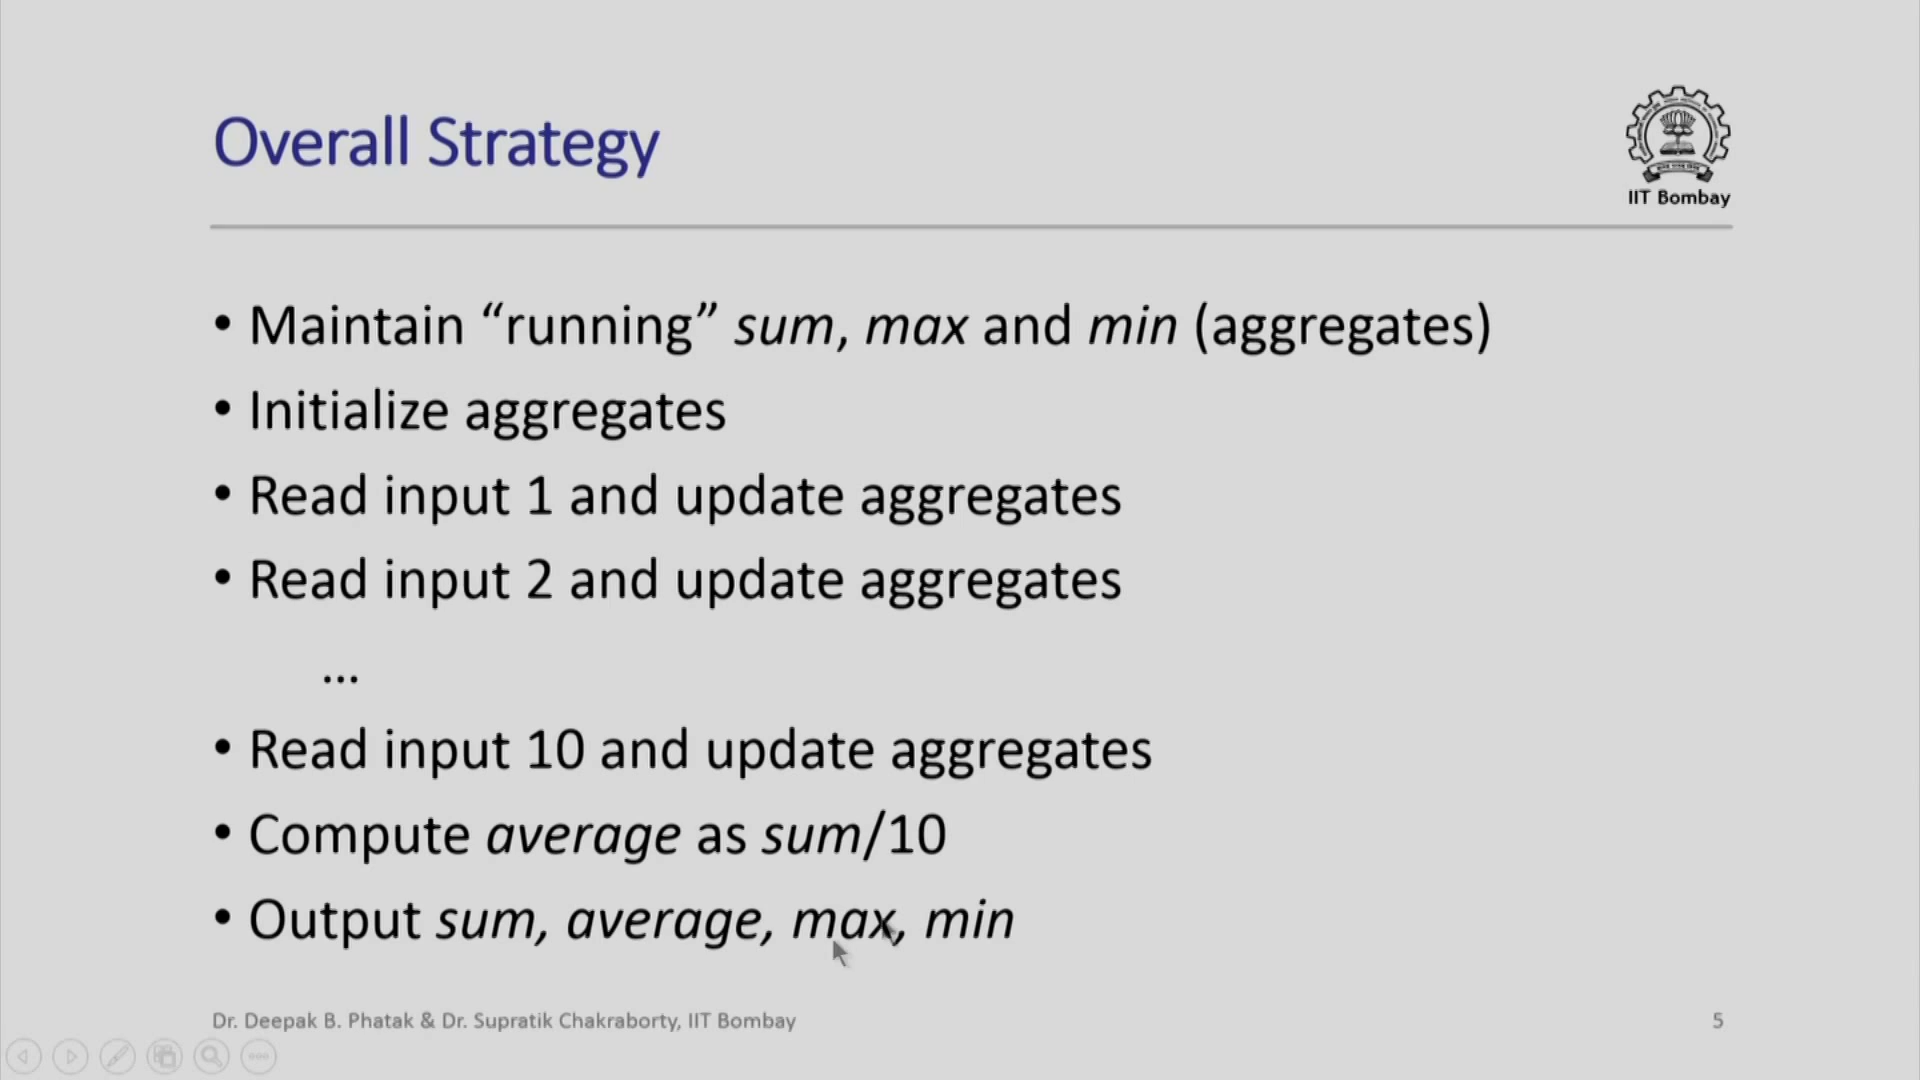 Overall Strategy
IIT Bombay
• Maintain “running” sum, max and min (aggregates)
• Initialize aggregates
• Read input 1 and update aggregates
• Read input 2 and update aggregates
...
• Read input 10 and update aggregates
• Compute average as sum/10
• Output sum, average, max, min
Dr. Deepak B. Phatak & Dr. Supratik Chakraborty, IIT Bombay
5